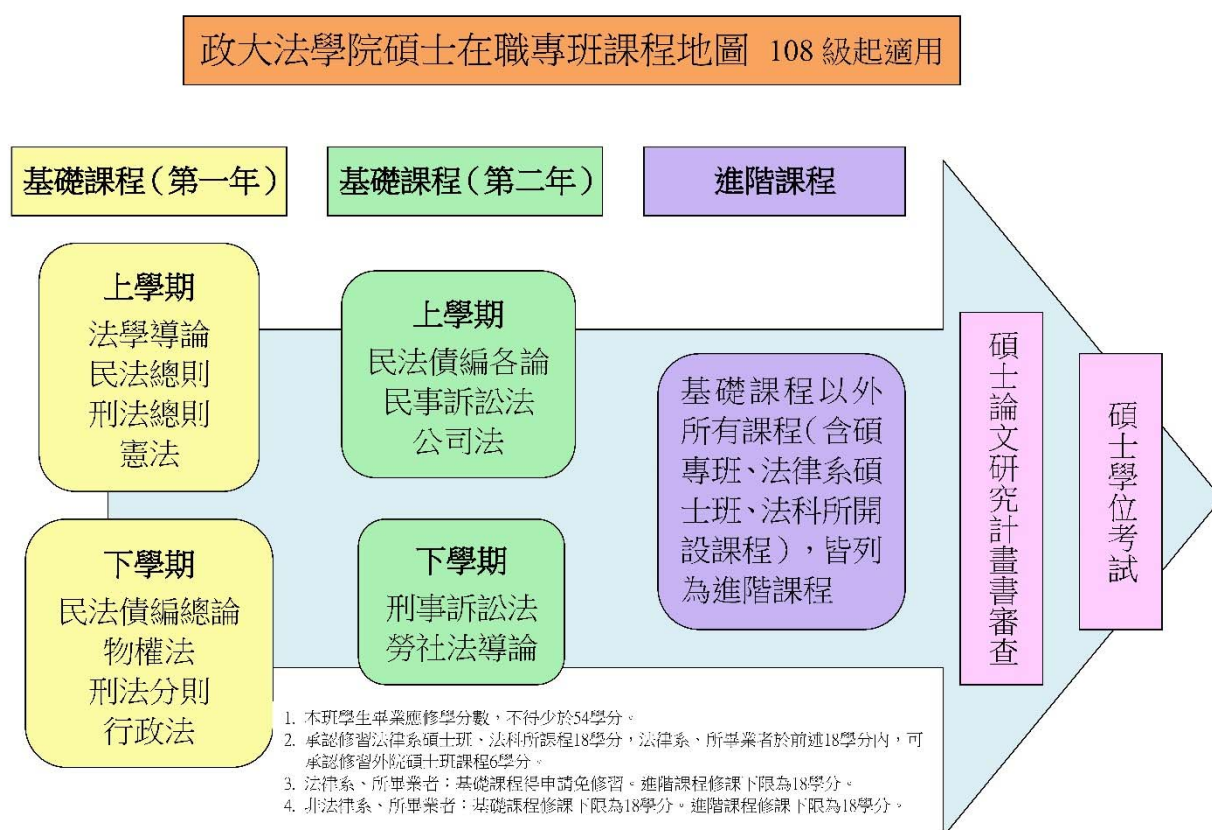 政大法學院碩士在職專班課程地圖 108 級起適用
基礎課程（第一年）
上學期
法學導論
民法總則
刑法總則
憲法
下學期
民法債編總論
物權法
刑法分則
行政法
基礎課程（第二年）
上學期
民法債編各論
民事訴訟法
公司法
下學期
刑事訴訟法
勞社法導論
進階課程
基礎課程以外
所有課程（含碩
專班、法律系碩
士班、法科所開
設課程），皆列
為進階課程
碩士論文研究計畫書審查
碩士學位考試
1. 本班學生畢業應修學分數，不得少於54學分。
2. 承認修習法律系碩士班、法科所課程18學分，法律系、所畢業者於前述18學分內，可
承認修習外院碩士班課程6學分。
3. 法律系、所畢業者：基礎課程得申請免修習。進階課程修課下限為18學分。
4. 非法律系、所畢業者：基礎課程修課下限為18學分。進階課程修課下限為18學分。